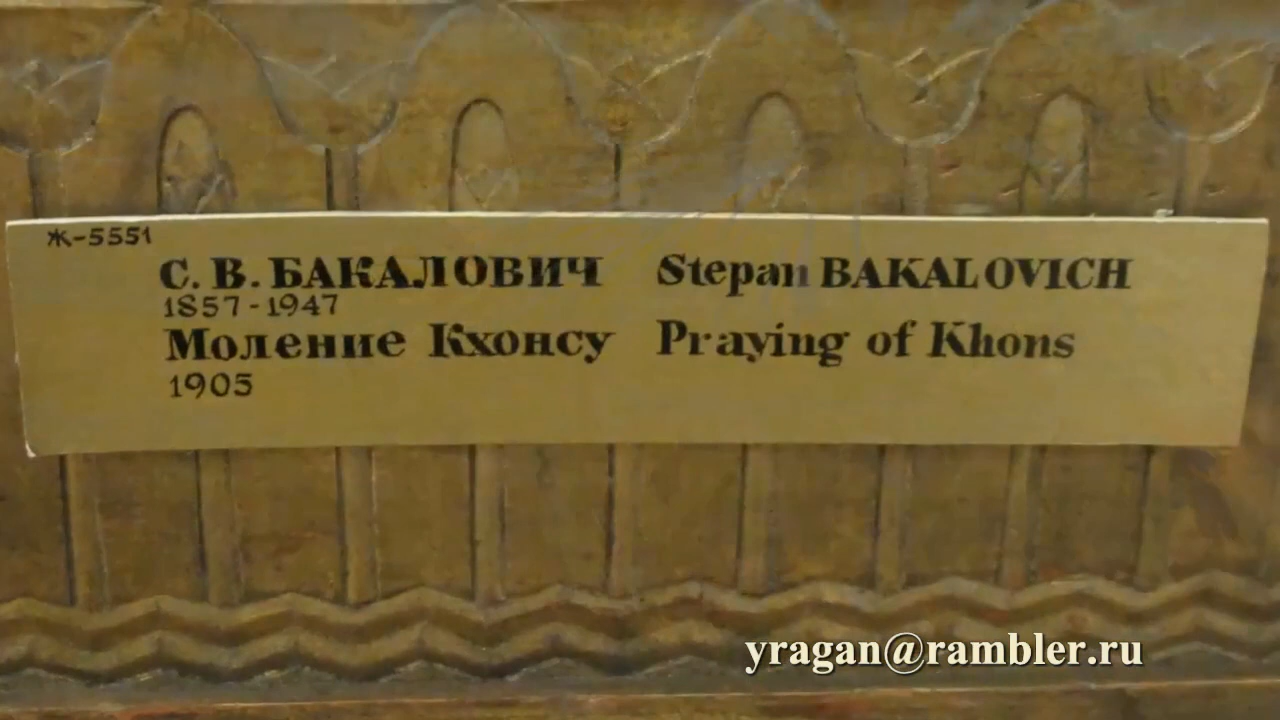 Ж-5551
С. В. БАКАЛОВИЧ Stepan BAKALOVICH
1857-1947
Моление Кхонсу Praying of Khons
1905
yragan@rambler.ru